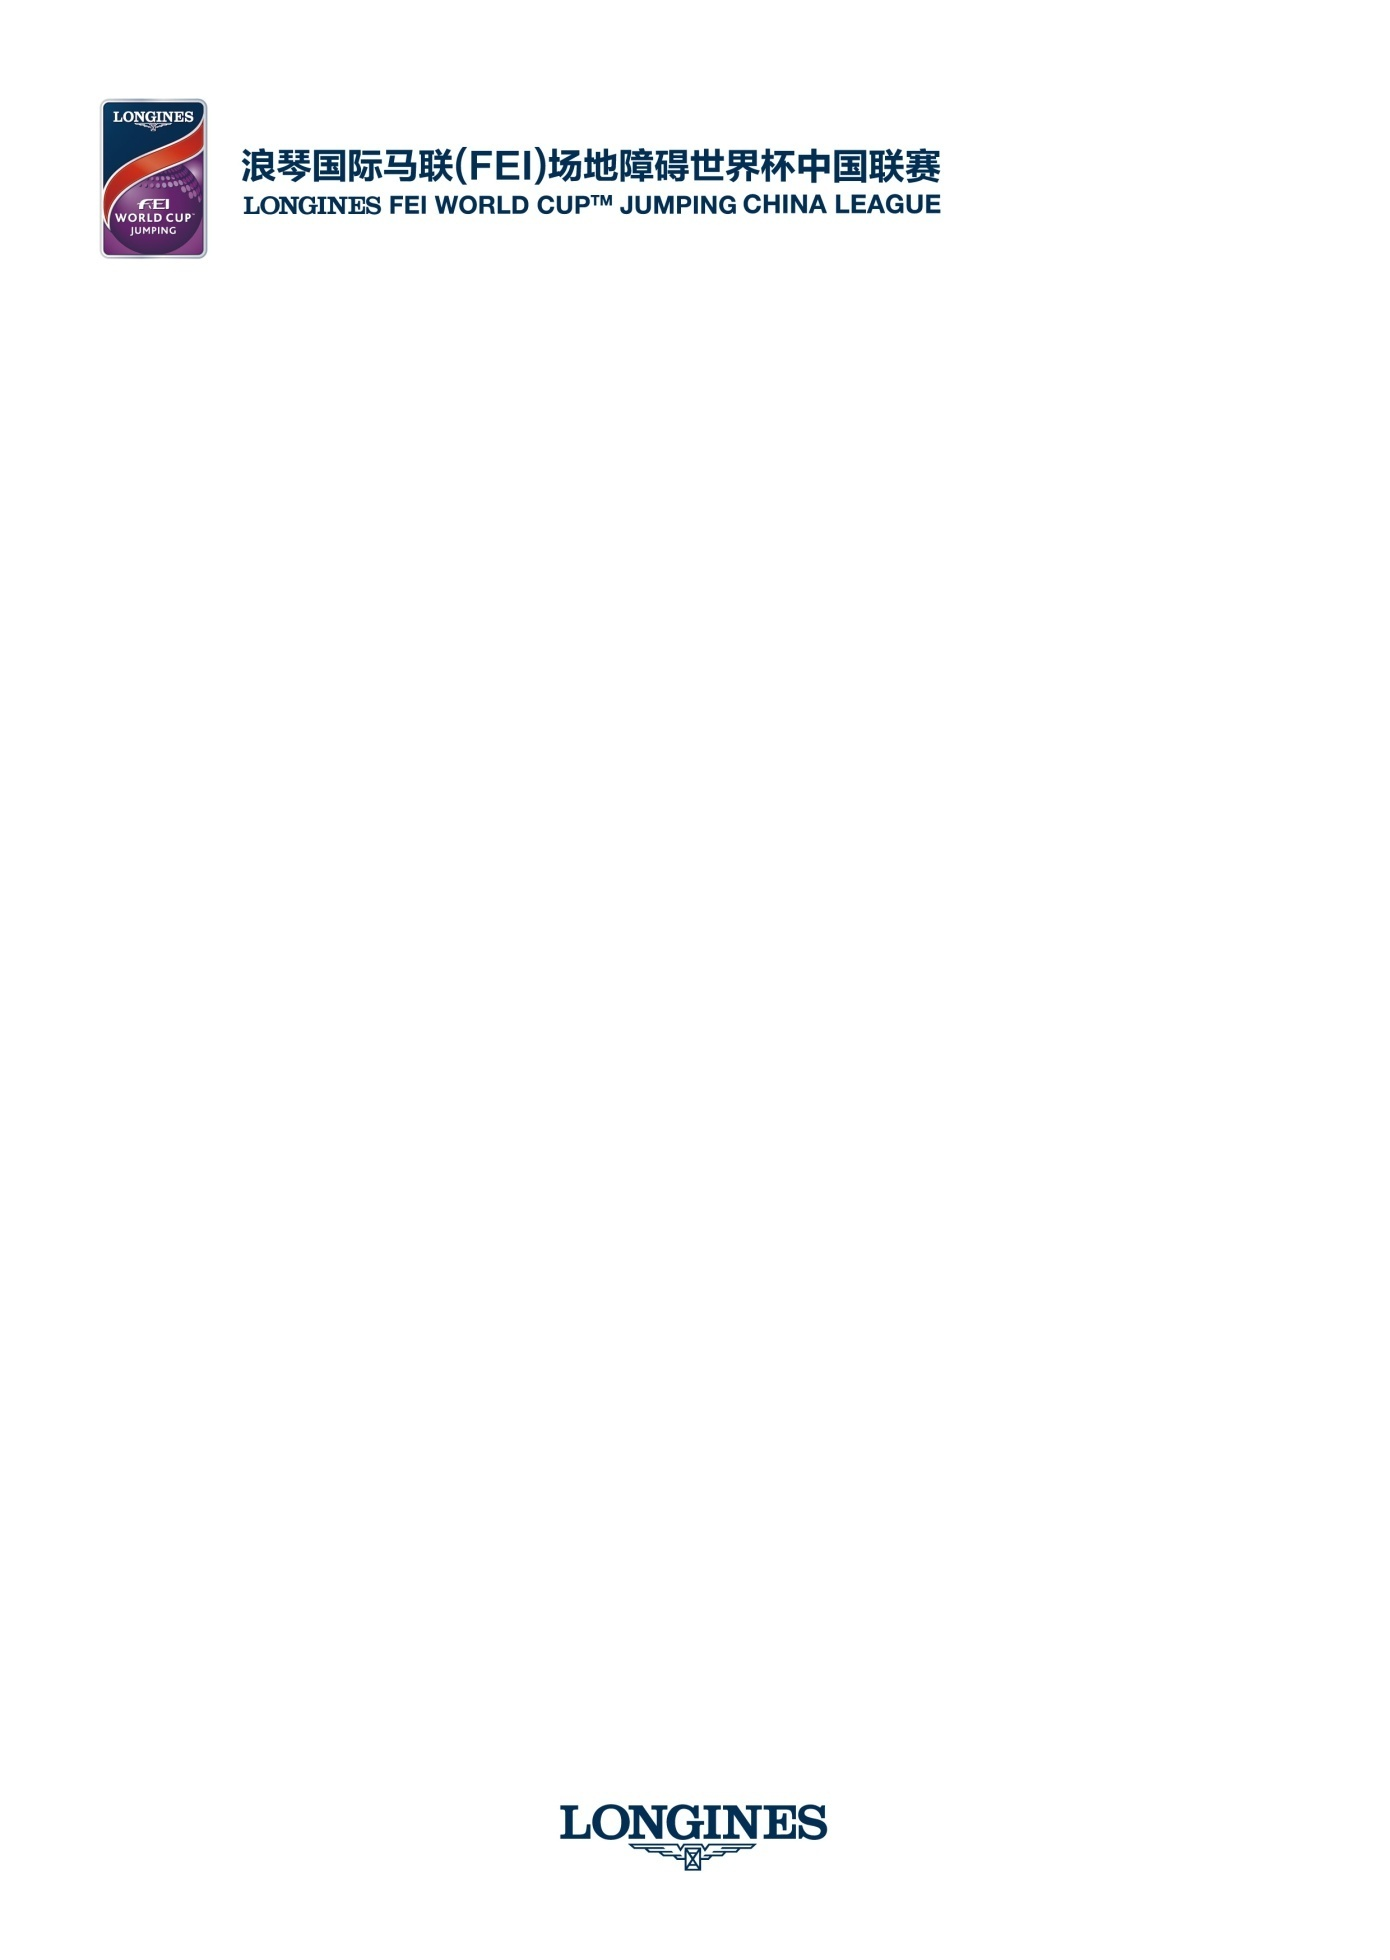 LONGINES
FEI
WORLD CUP™
JUMPING
浪琴国际马联(FEI)场地障碍世界杯中国联赛
LONGINES FEI WORLD CUP™ JUMPING CHINA LEAGUE
LONGINES